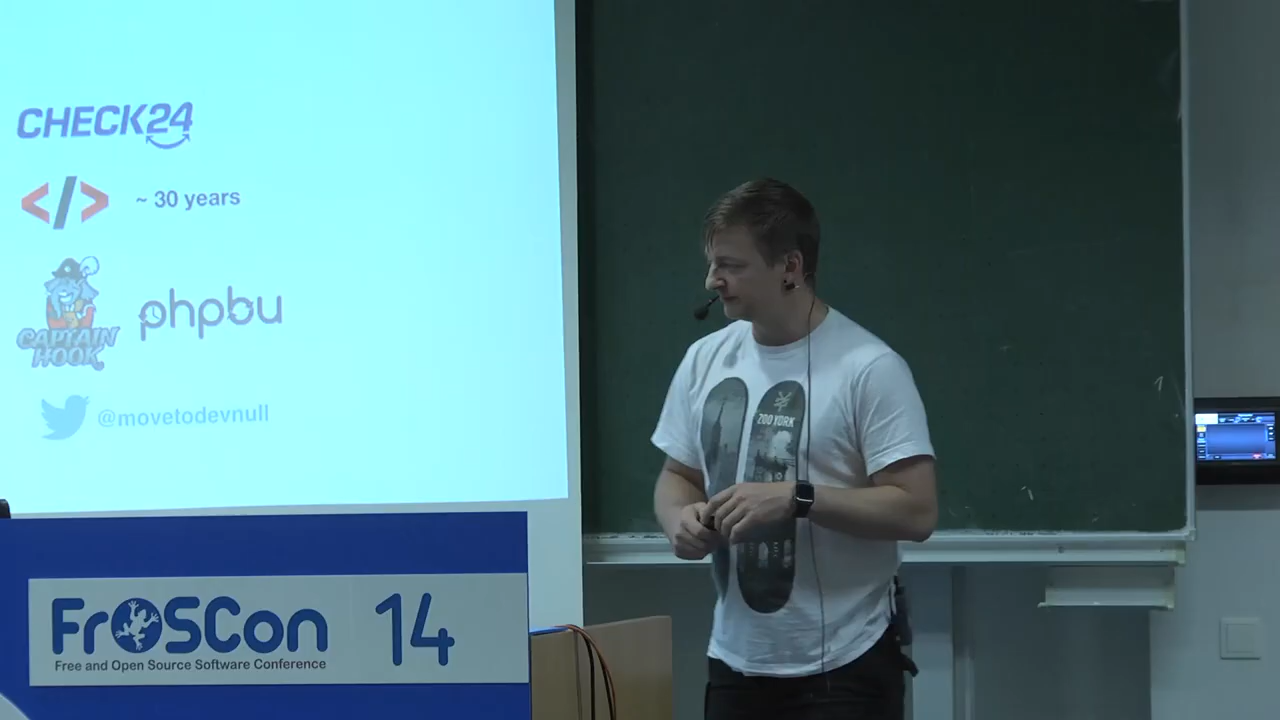 CHECK24
</> ~ 30 years
CAPTAIN HOOK
phpbu
@movetodevnull
ZOO YORK
FrOSCon 14
Free and Open Source Software Conference